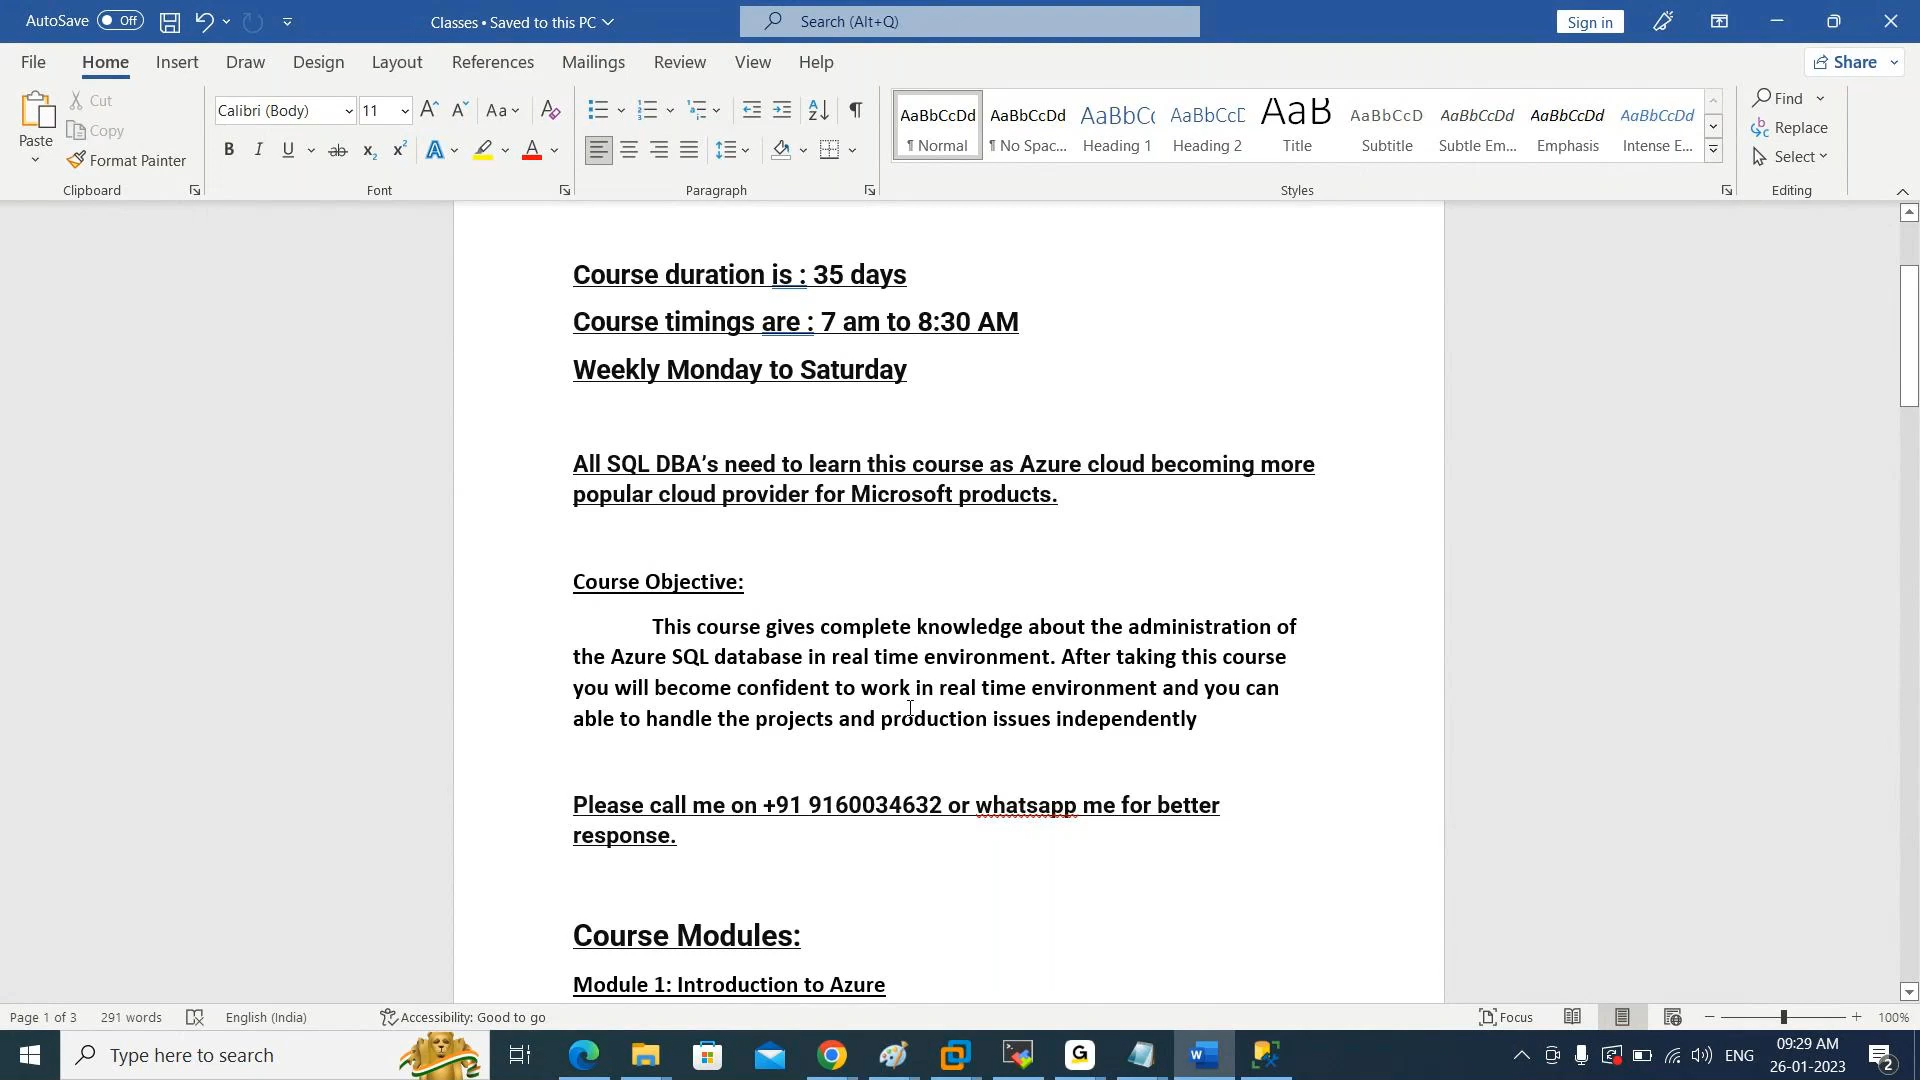 AutoSave Off Classes • Saved to this PC Search (Alt+Q) Sign in
File Home Insert Draw Design Layout References Mailings Review View Help Share
Paste Cut Copy Format Painter
Clipboard
Calibri (Body) 11 Aa
B I U ab x₂ x² A A
Font
Paragraph
AaBbCcDd AaBbCcDd AaBbCc AaBbCcC AaB AaBbCcD AaBbCcDd AaBbCcDd AaBbCcDd
¶ Normal ¶ No Spac... Heading 1 Heading 2 Title Subtitle Subtle Em... Emphasis Intense E...
Styles
Find
Replace
Select
Editing
Course duration is : 35 days
Course timings are : 7 am to 8:30 AM
Weekly Monday to Saturday
All SQL DBA’s need to learn this course as Azure cloud becoming more
popular cloud provider for Microsoft products.
Course Objective:
This course gives complete knowledge about the administration of
the Azure SQL database in real time environment. After taking this course
you will become confident to work in real time environment and you can
able to handle the projects and production issues independently
Please call me on +91 9160034632 or whatsapp me for better
response.
Course Modules:
Module 1: Introduction to Azure
Page 1 of 3 291 words English (India) Accessibility: Good to go Focus 100%
Type here to search ENG 09:29 AM
26-01-2023 2